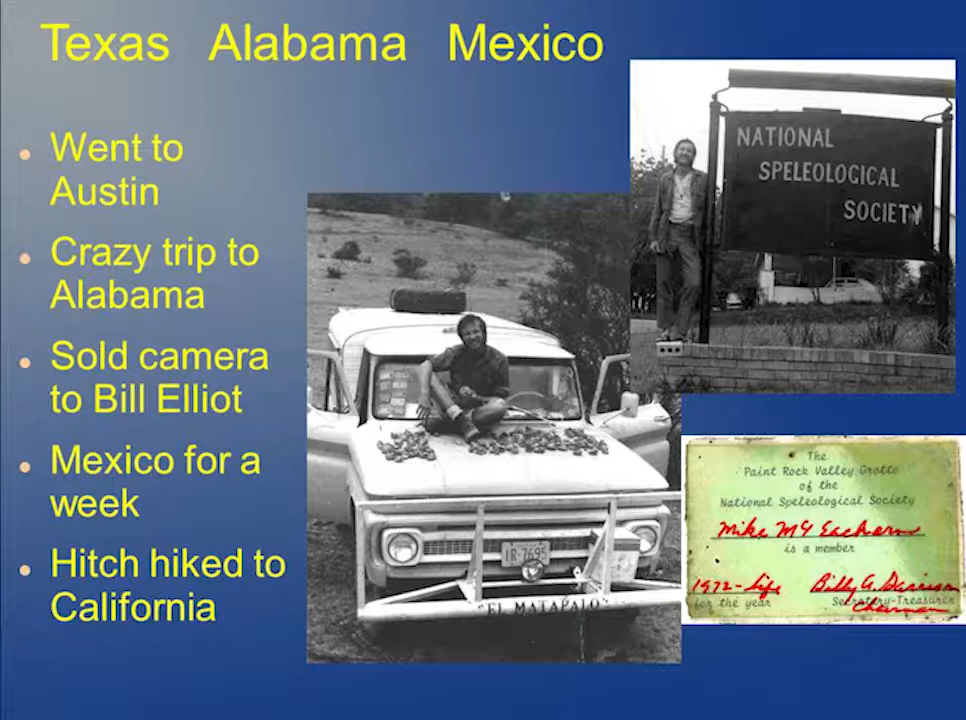 Texas Alabama Mexico
Went to
Austin
Crazy trip to
Alabama
Sold camera
to Bill Elliot
Mexico for a
week
Hitch hiked to
California
NATIONAL
SPELEOLOGICAL
SOCIETY
1R-7695
"EL MATAPALO"
The
Paint Rock Valley Grotto
of the
National Speleological Society
Mike
is a member
1972-life
for the year
Billy G.
Secretary-Treasurer
Chairman